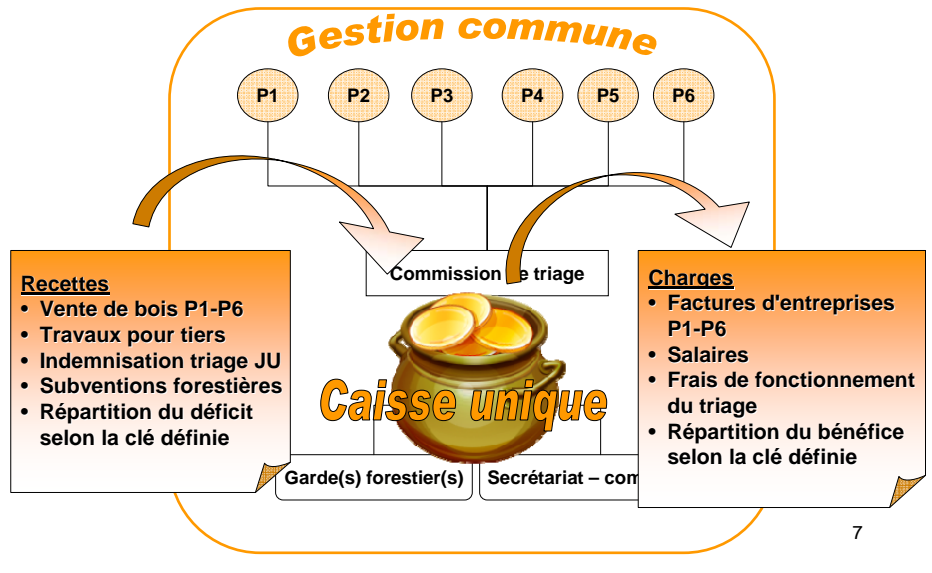 Gestion commune
P1 P2 P3 P4 P5 P6
Commission e triage
Recettes
• Vente de bois P1-P6
• Travaux pour tiers
• Indemnisation triage JU
• Subventions forestières
• Répartition du déficit
selon la clé définie
Charges
• Factures d'entreprises
P1-P6
• Salaires
• Frais de fonctionnement
du triage
• Répartition du bénéfice
selon la clé définie
Caisse unique
Garde(s) forestier(s)
Secrétariat – com
7